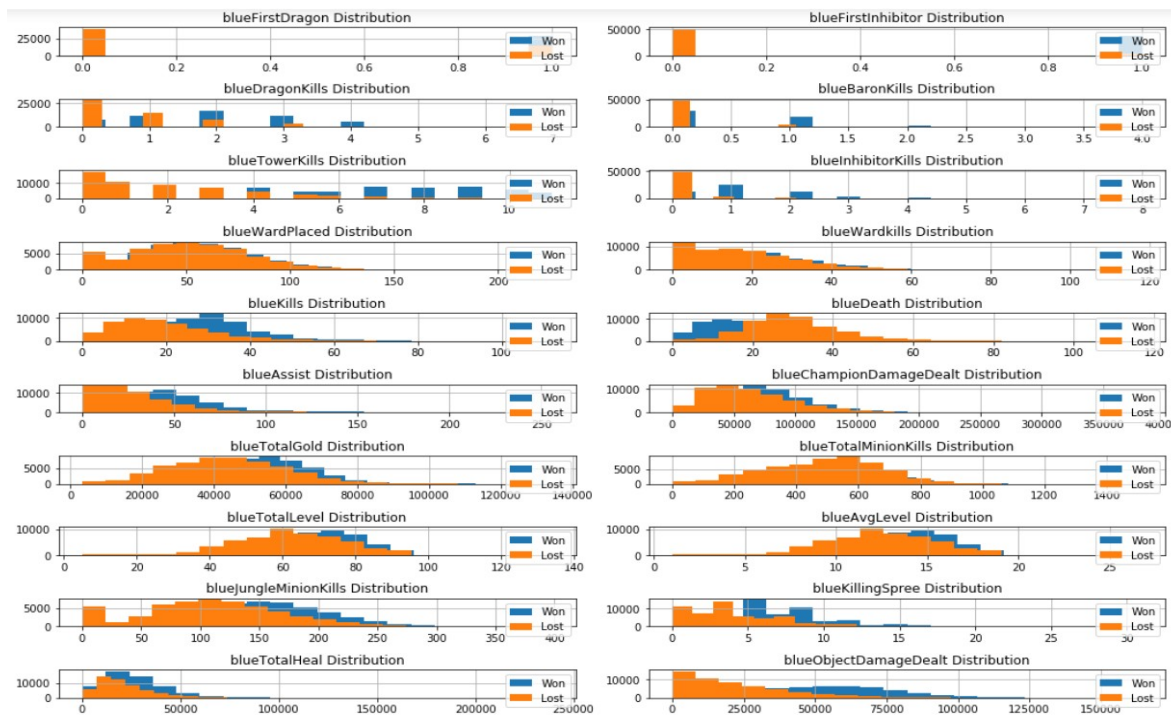 blueFirstDragon Distribution
25000
0
0.0 0.2 0.4 0.6 0.8 1.0
Won
Lost
blueFirstInhibitor Distribution
50000
0
0.0 0.2 0.4 0.6 0.8 1.0
Won
Lost
blueDragonKills Distribution
25000
0
0 1 2 3 4 5 6 7
Won
Lost
blueBaronKills Distribution
50000
0
0.0 0.5 1.0 1.5 2.0 2.5 3.0 3.5 4.0
Won
Lost
blueTowerKills Distribution
10000
0
0 2 4 6 8 10
Won
Lost
blueInhibitorKills Distribution
50000
0
0 1 2 3 4 5 6 7 8
Won
Lost
blueWardPlaced Distribution
5000
0
0 50 100 150 200
Won
Lost
blueWardkills Distribution
10000
0
0 20 40 60 80 100 120
Won
Lost
blueKills Distribution
10000
0
0 20 40 60 80 100
Won
Lost
blueDeath Distribution
10000
0
0 20 40 60 80 100 120
Won
Lost
blueAssist Distribution
10000
0
0 50 100 150 200 250
Won
Lost
blueChampionDamageDealt Distribution
10000
0
0 50000 100000 150000 200000 250000 300000 350000 400000
Won
Lost
blueTotalGold Distribution
5000
0
0 20000 40000 60000 80000 100000 120000 140000
Won
Lost
blueTotalMinionKills Distribution
5000
0
0 200 400 600 800 1000 1200 1400
Won
Lost
blueTotalLevel Distribution
10000
0
0 20 40 60 80 100 120 140
Won
Lost
blueAvgLevel Distribution
10000
0
0 5 10 15 20 25
Won
Lost
blueJungleMinionKills Distribution
5000
0
0 50 100 150 200 250 300 350 400
Won
Lost
blueKillingSpree Distribution
10000
0
0 5 10 15 20 25 30
Won
Lost
blueTotalHeal Distribution
10000
0
0 50000 100000 150000 200000 250000
Won
Lost
blueObjectDamageDealt Distribution
10000
0
0 25000 50000 75000 100000 125000 150000
Won
Lost